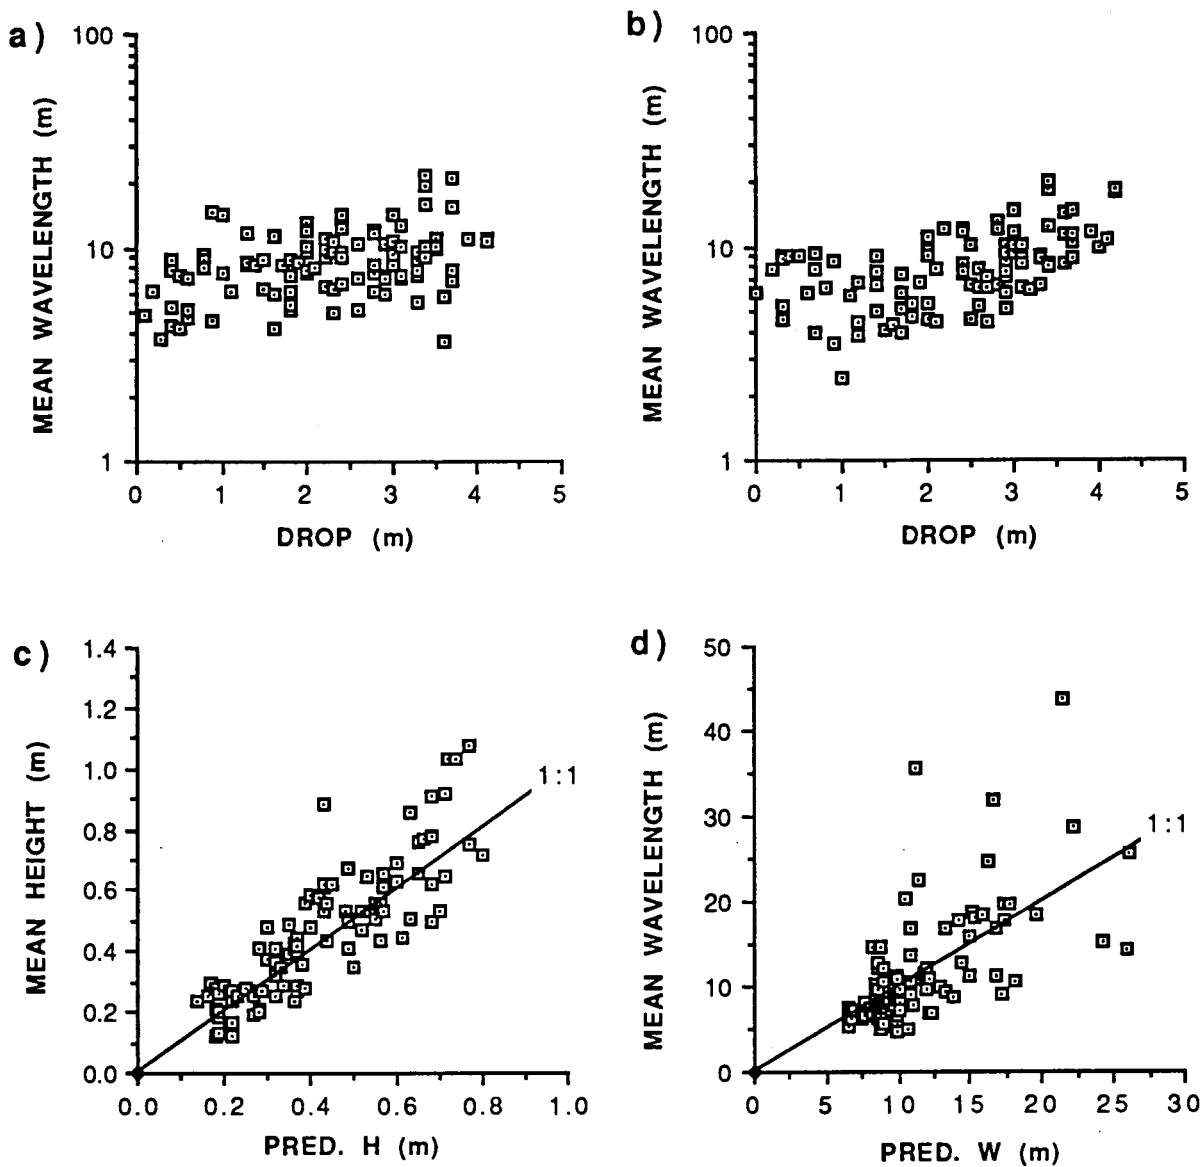 a)
100
10
1
MEAN WAVELENGTH (m)
0 1 2 3 4 5
DROP (m)
b)
100
10
1
MEAN WAVELENGTH (m)
0 1 2 3 4 5
DROP (m)
c)
1.4
1.2
1.0
0.8
0.6
0.4
0.2
0.0
MEAN HEIGHT (m)
1:1
0.0 0.2 0.4 0.6 0.8 1.0
PRED. H (m)
d)
50
40
30
20
10
0
MEAN WAVELENGTH (m)
1:1
0 5 10 15 20 25 30
PRED. W (m)